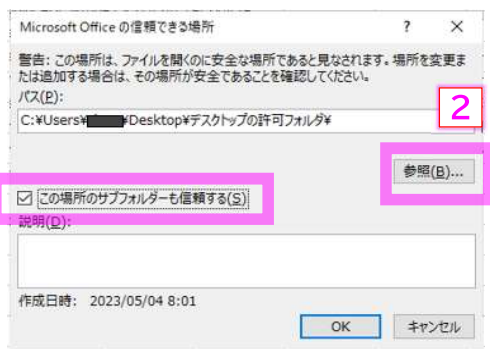 Microsoft Office の信頼できる場所 ? ×
警告: この場所は、ファイルを開くのに安全な場所であると見なされます。場所を変更ま
たは追加する場合は、その場所が安全であることを確認してください。
パス(P):
2
C:¥Users¥ ¥Desktop¥デスクトップの許可フォルダ¥
参照(B)...
この場所のサブフォルダーも信頼する(S)
説明(D):
作成日時: 2023/05/04 8:01
OK キャンセル